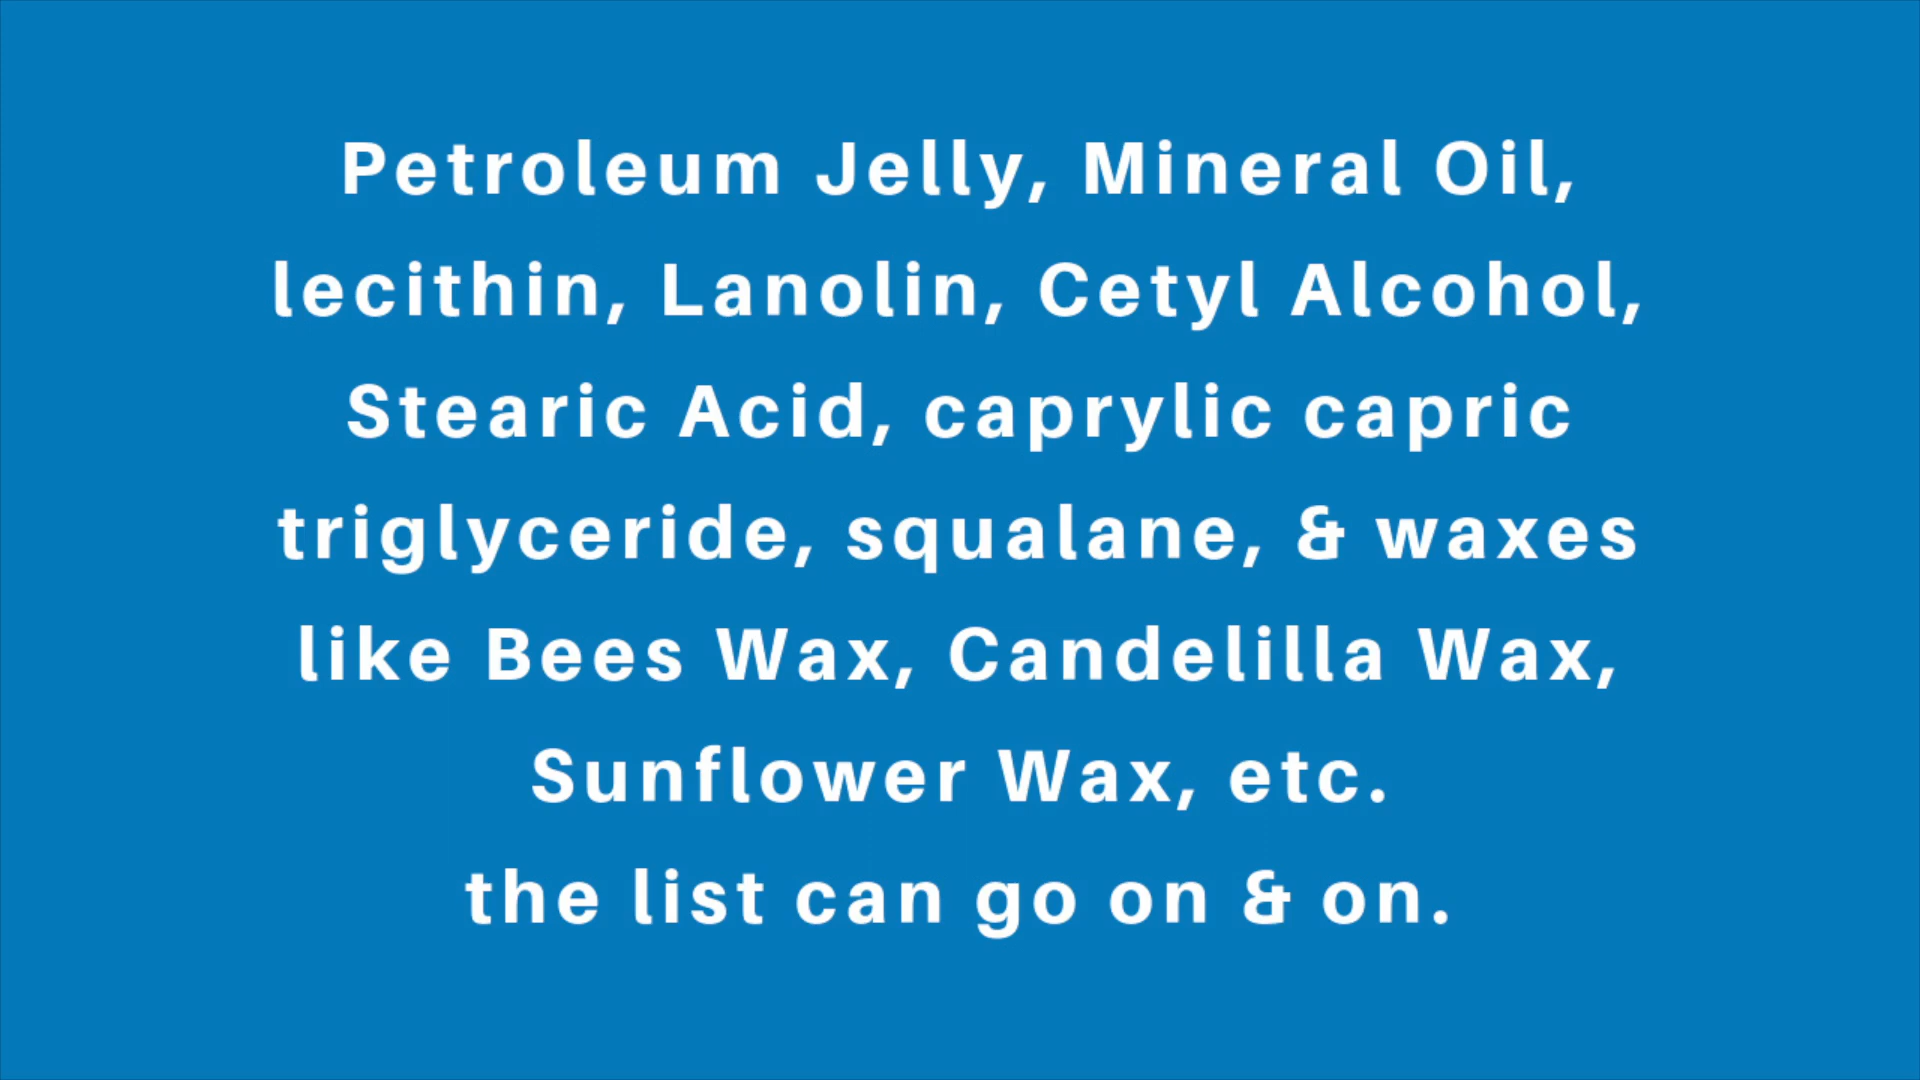 Petroleum Jelly, Mineral Oil,
lecithin, Lanolin, Cetyl Alcohol,
Stearic Acid, caprylic capric
triglyceride, squalane, & waxes
like Bees Wax, Candelilla Wax,
Sunflower Wax, etc.
the list can go on & on.